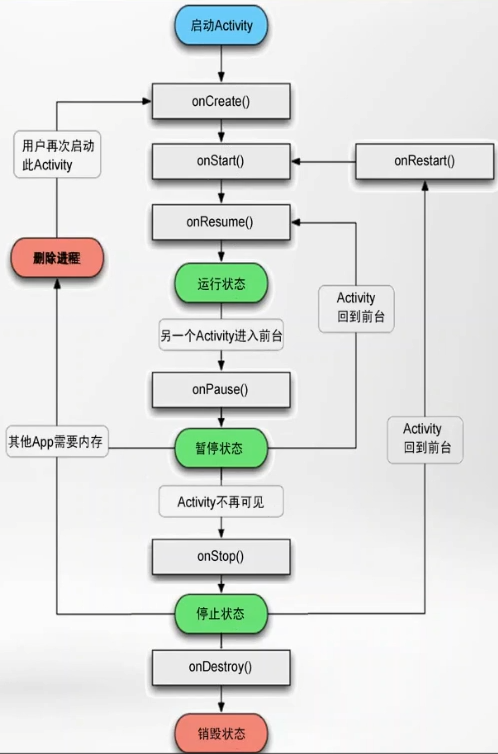 启动Activity
onCreate()
用户再次启动
此Activity
onStart()
onRestart()
onResume()
删除进程
运行状态
Activity
回到前台
另一个Activity进入前台
onPause()
其他App需要内存
暂停状态
Activity
回到前台
Activity不再可见
onStop()
停止状态
onDestroy()
销毁状态